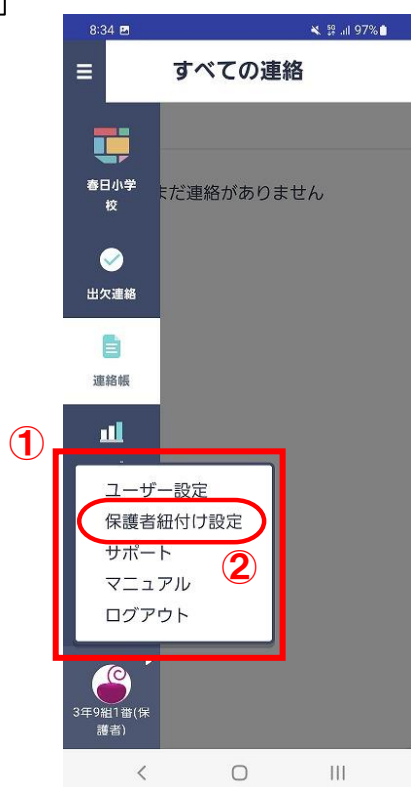 8:34
5G 97%
すべての連絡
春日小学
校
まだ連絡がありません
出欠連絡
連絡帳
①
ユーザー設定
保護者紐付け設定
サポート
②
マニュアル
ログアウト
3年9組1番(保
護者)